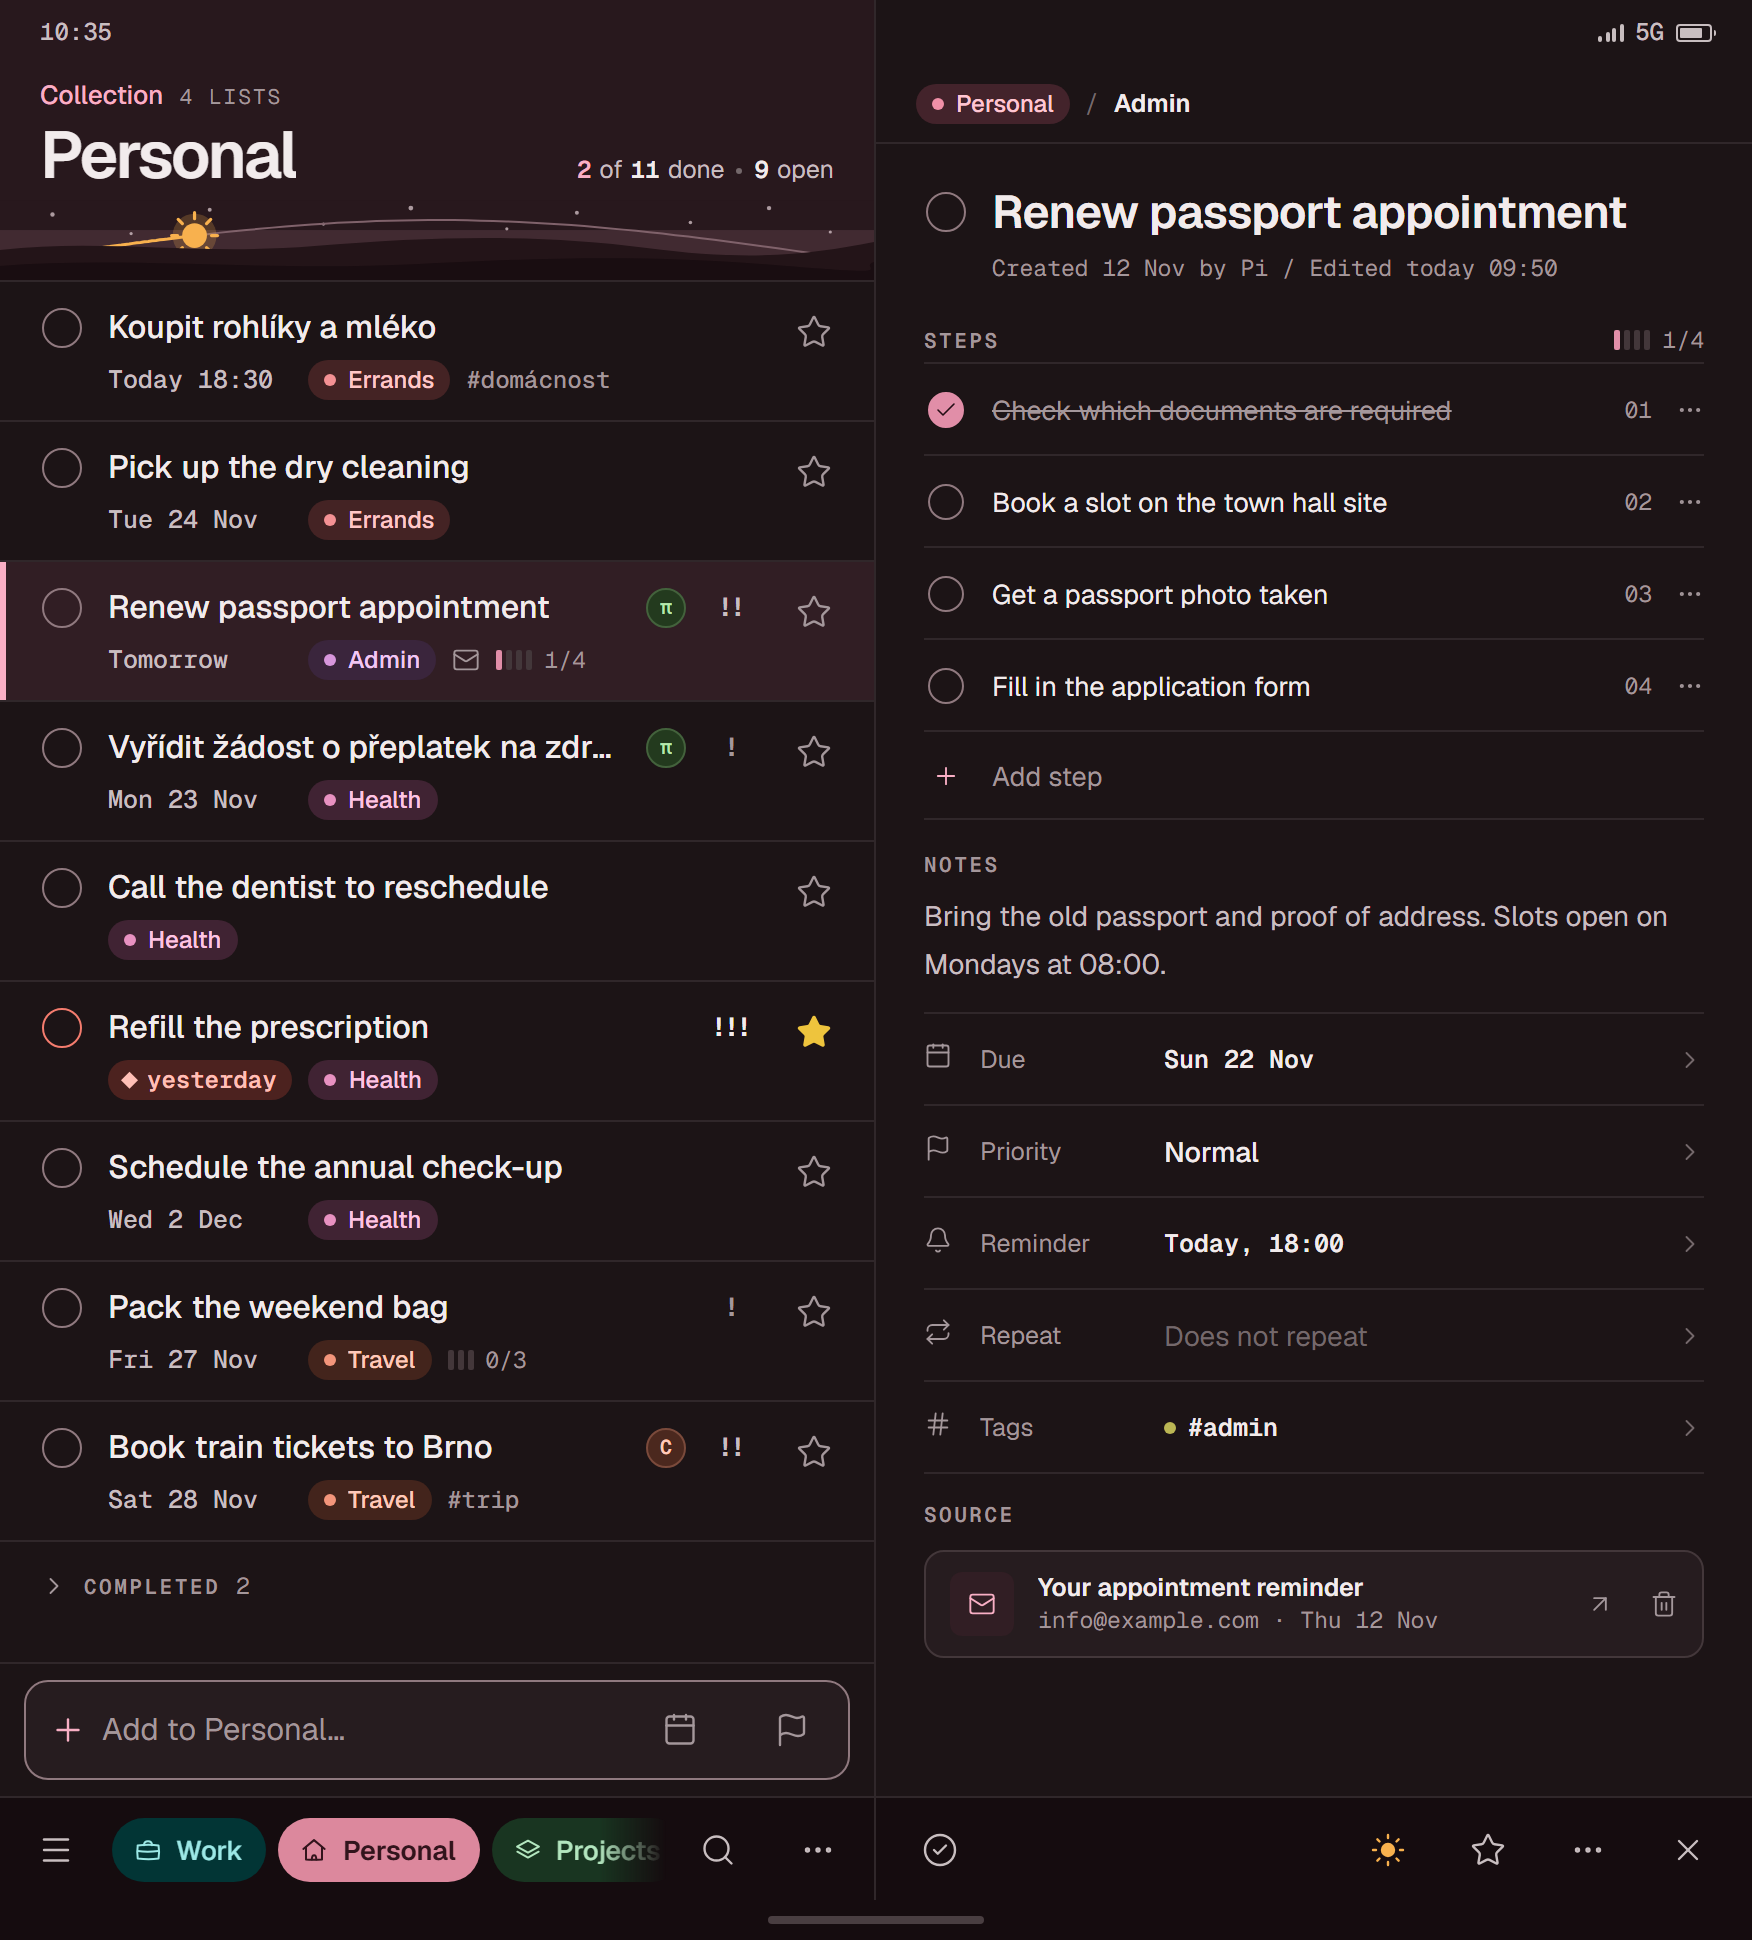 10:35
Collection 4 LISTS
Personal
2 of 11 done • 9 open
Koupit rohlíky a mléko
Today 18:30 Errands #domácnost
Pick up the dry cleaning
Tue 24 Nov Errands
Renew passport appointment π !!
Tomorrow Admin 1/4
Vyřídit žádost o přeplatek na zdr... π !
Mon 23 Nov Health
Call the dentist to reschedule
Health
Refill the prescription !!!
yesterday Health
Schedule the annual check-up
Wed 2 Dec Health
Pack the weekend bag !
Fri 27 Nov Travel 0/3
Book train tickets to Brno C !!
Sat 28 Nov Travel #trip
COMPLETED 2
Add to Personal...
Work Personal Projects
5G
Personal / Admin
Renew passport appointment
Created 12 Nov by Pi / Edited today 09:50
STEPS 1/4
Check which documents are required 01
Book a slot on the town hall site 02
Get a passport photo taken 03
Fill in the application form 04
Add step
NOTES
Bring the old passport and proof of address. Slots open on
Mondays at 08:00.
Due Sun 22 Nov
Priority Normal
Reminder Today, 18:00
Repeat Does not repeat
Tags #admin
SOURCE
Your appointment reminder
info@example.com · Thu 12 Nov